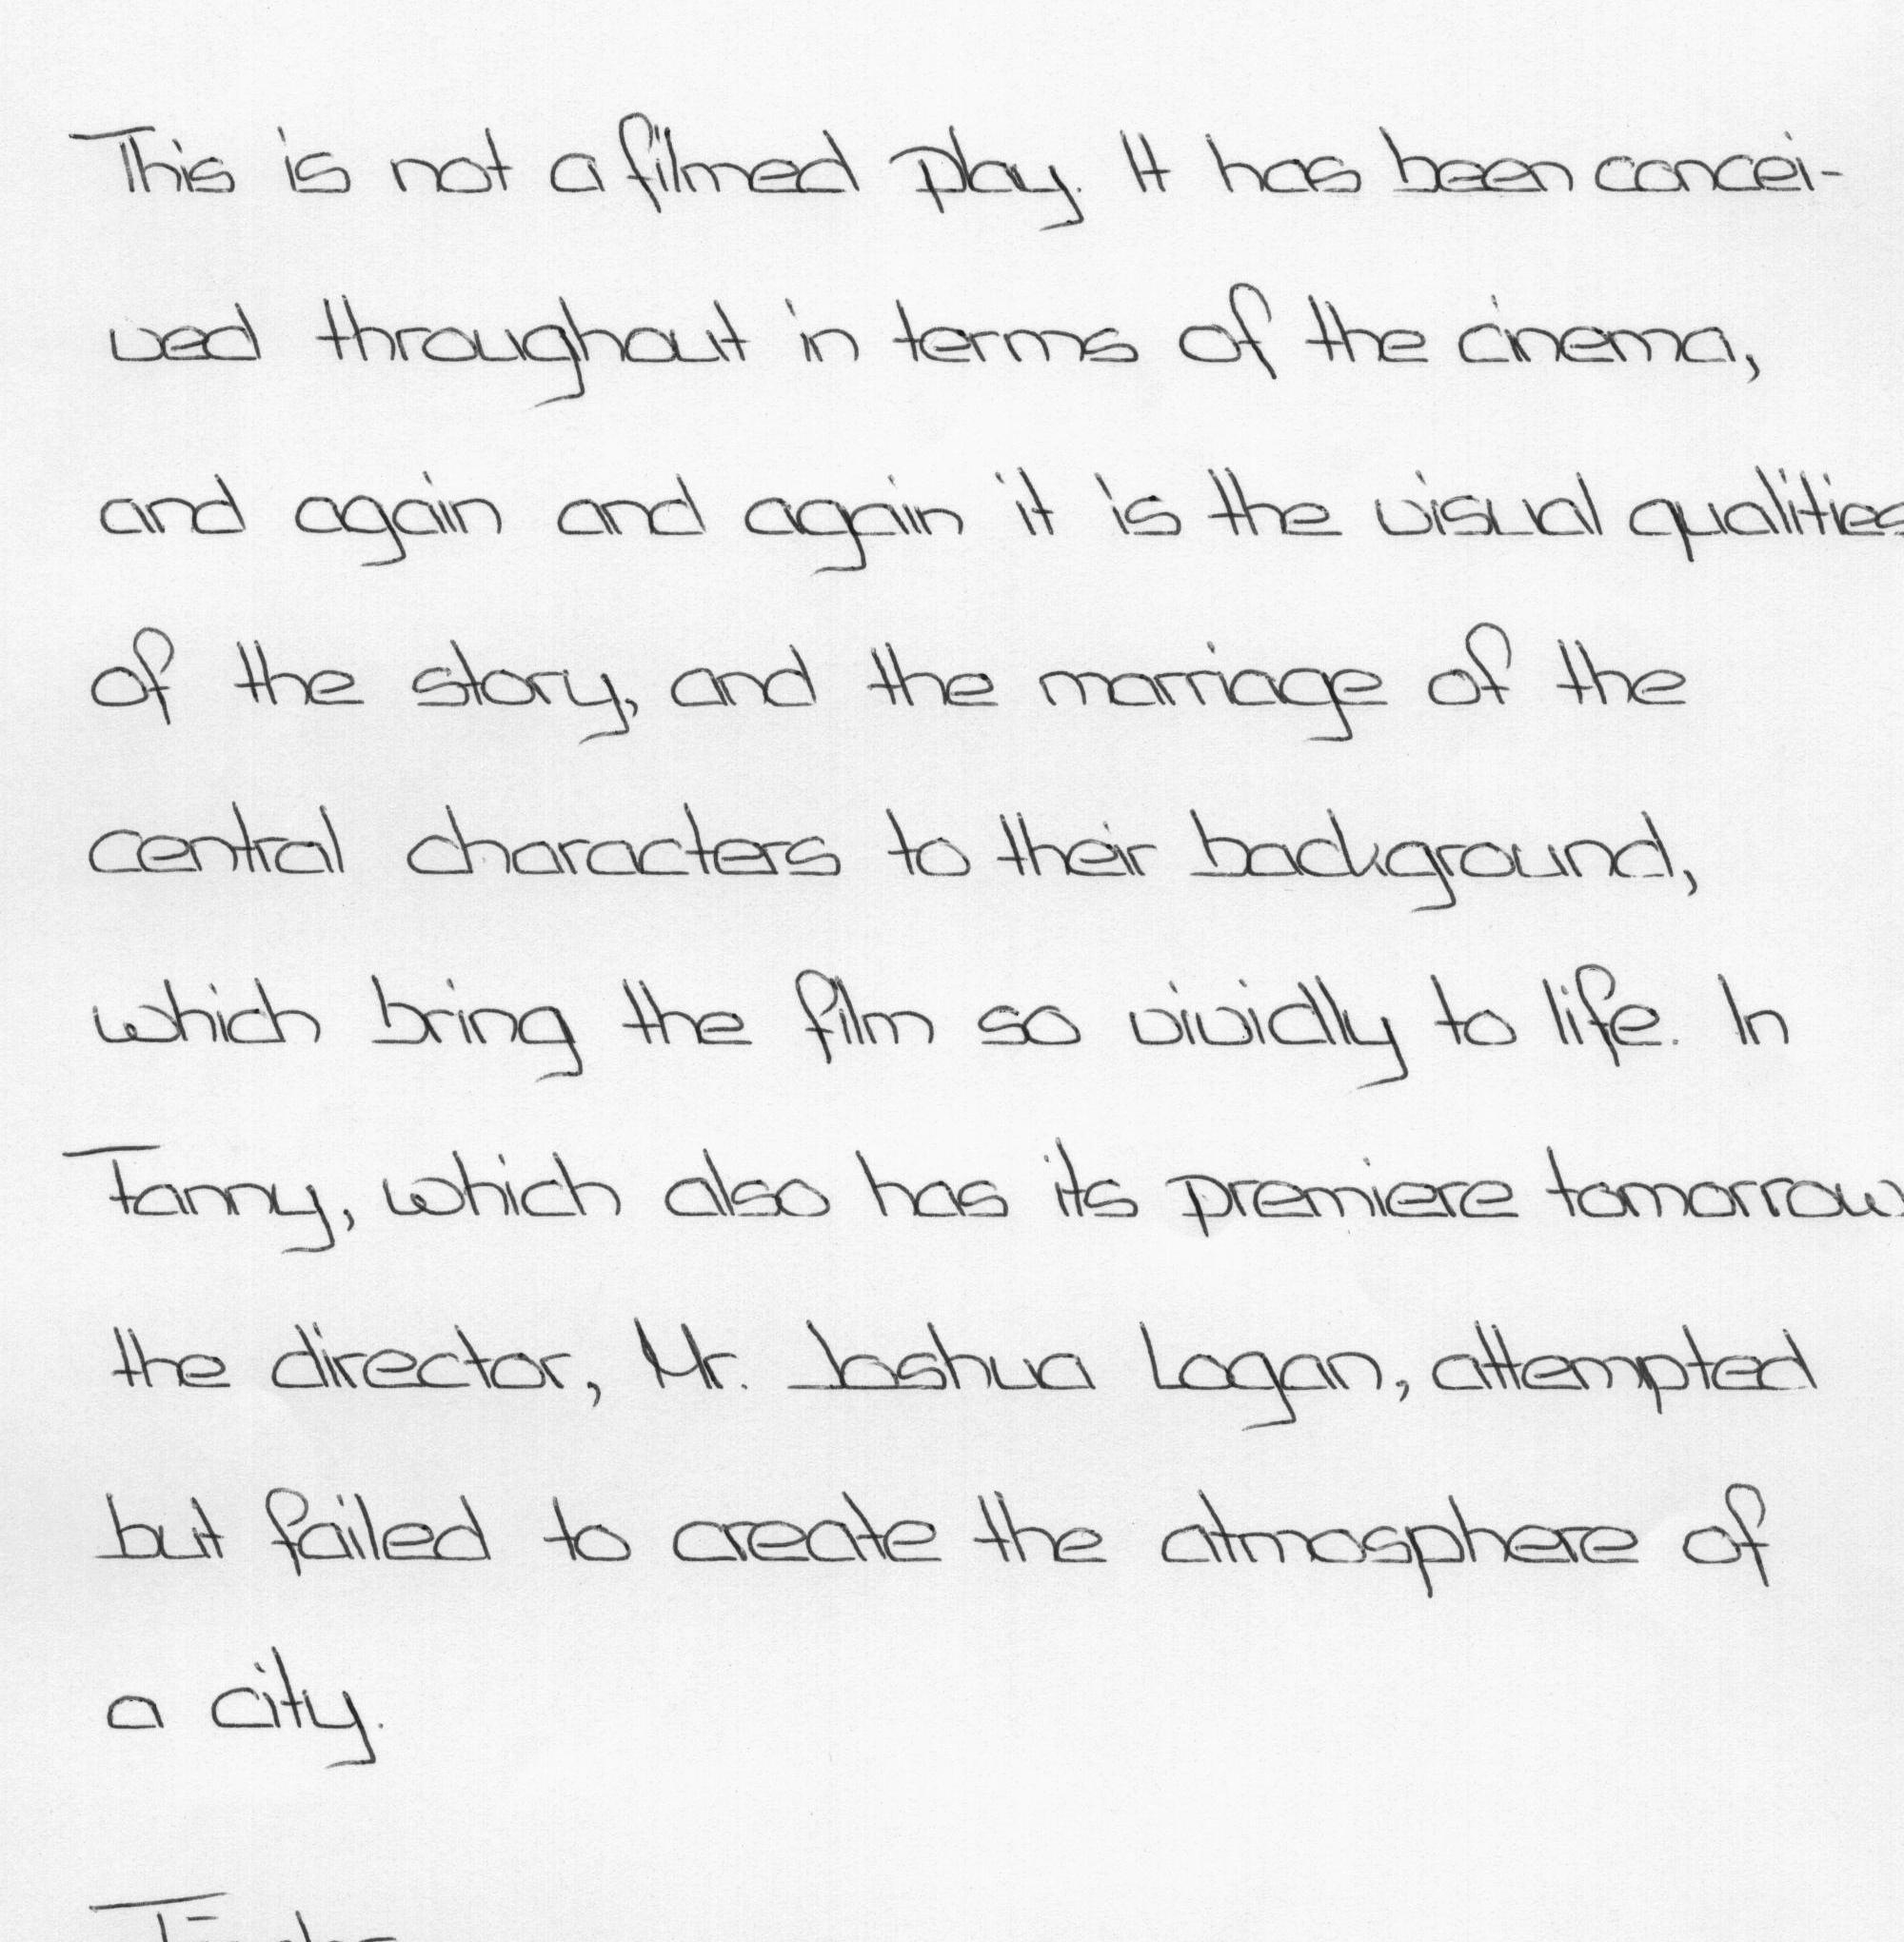 This is not a filmed play. It has been concei-
ved throughout in terms of the cinema,
and again and again it is the visual qualities
of the story, and the marriage of the
central characters to their background,
which bring the film so vividly to life. In
Fanny, which also has its premiere tomorrow
the director, Mr. Joshua Logan, attempted
but failed to create the atmosphere of
a city.